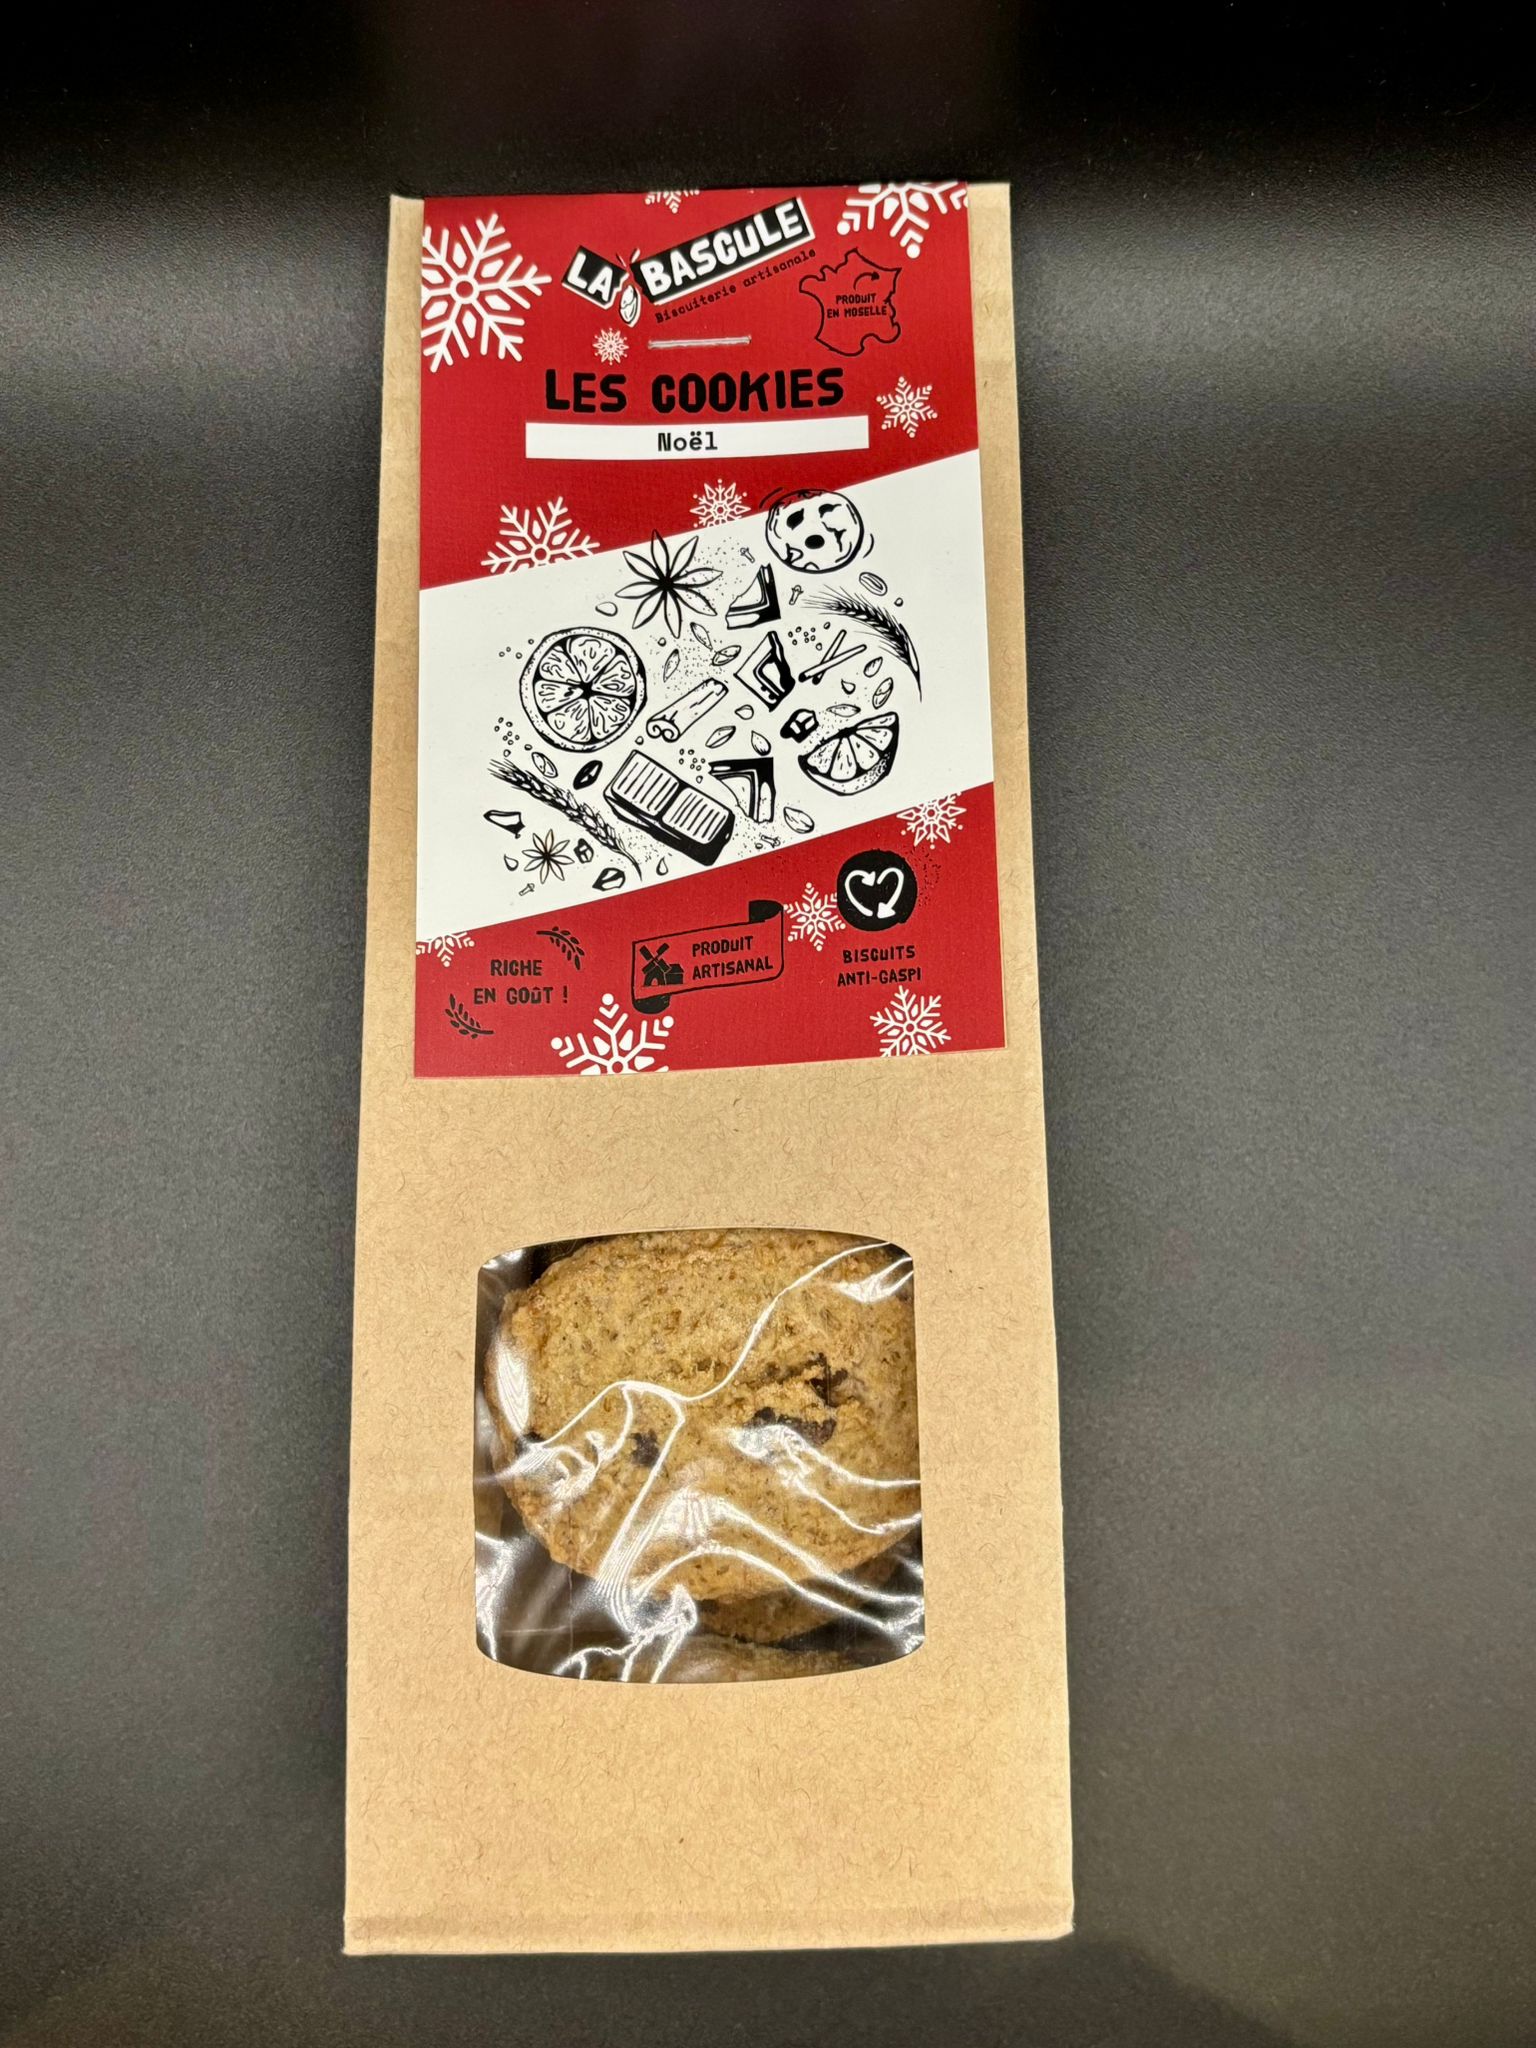 LA BASCULE
Biscuiterie artisanale
PRODUIT
EN MOSELLE
LES COOKIES
Noël
RICHE
EN GOÛT !
PRODUIT
ARTISANAL
BISCUITS
ANTI-GASPI